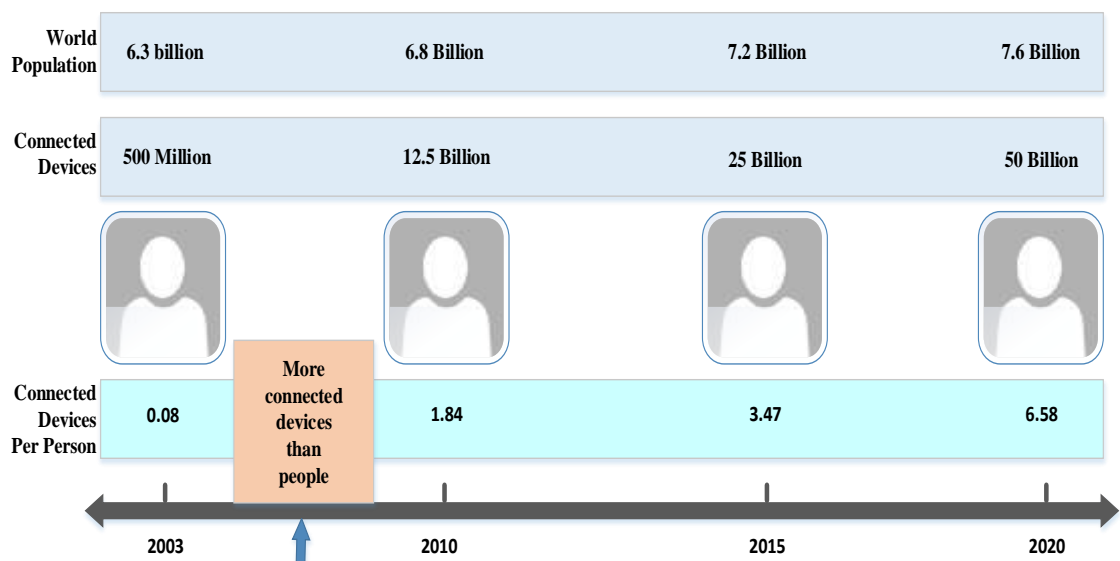 World
Population
6.3 billion 6.8 Billion 7.2 Billion 7.6 Billion
Connected
Devices
500 Million 12.5 Billion 25 Billion 50 Billion
Connected
Devices
Per Person
0.08 1.84 3.47 6.58
More
connected
devices
than
people
2003 2010 2015 2020